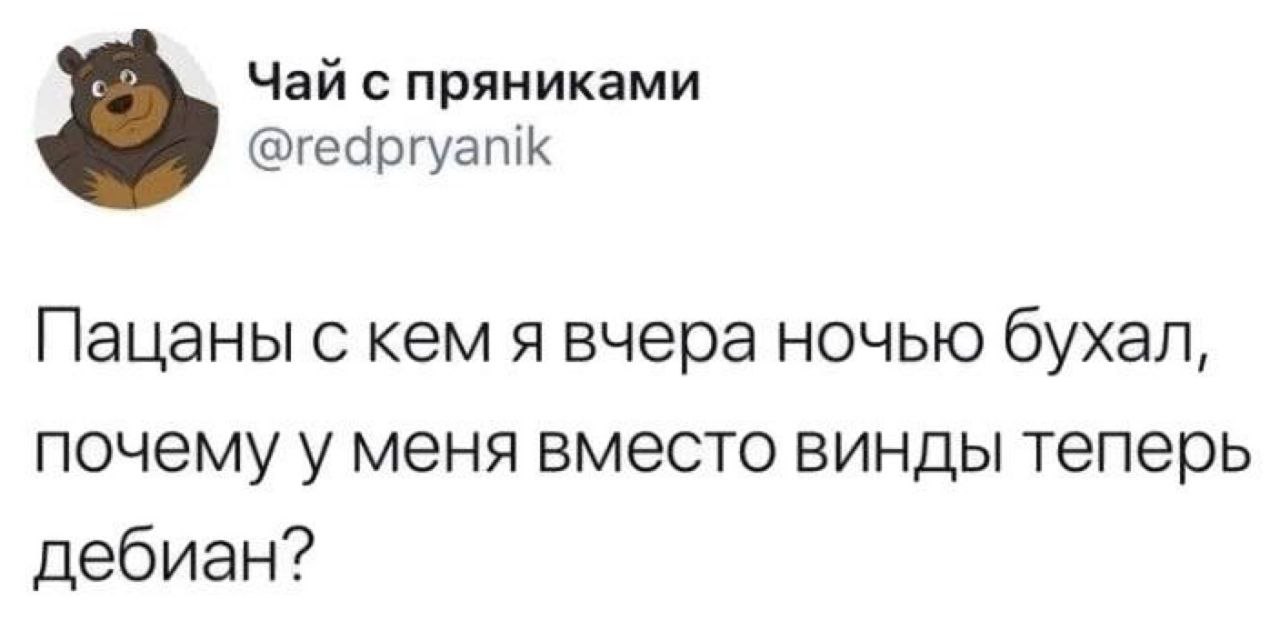 Чай с пряниками
@redpryanik
Пацаны с кем я вчера ночью бухал,
почему у меня вместо винды теперь
дебиан?